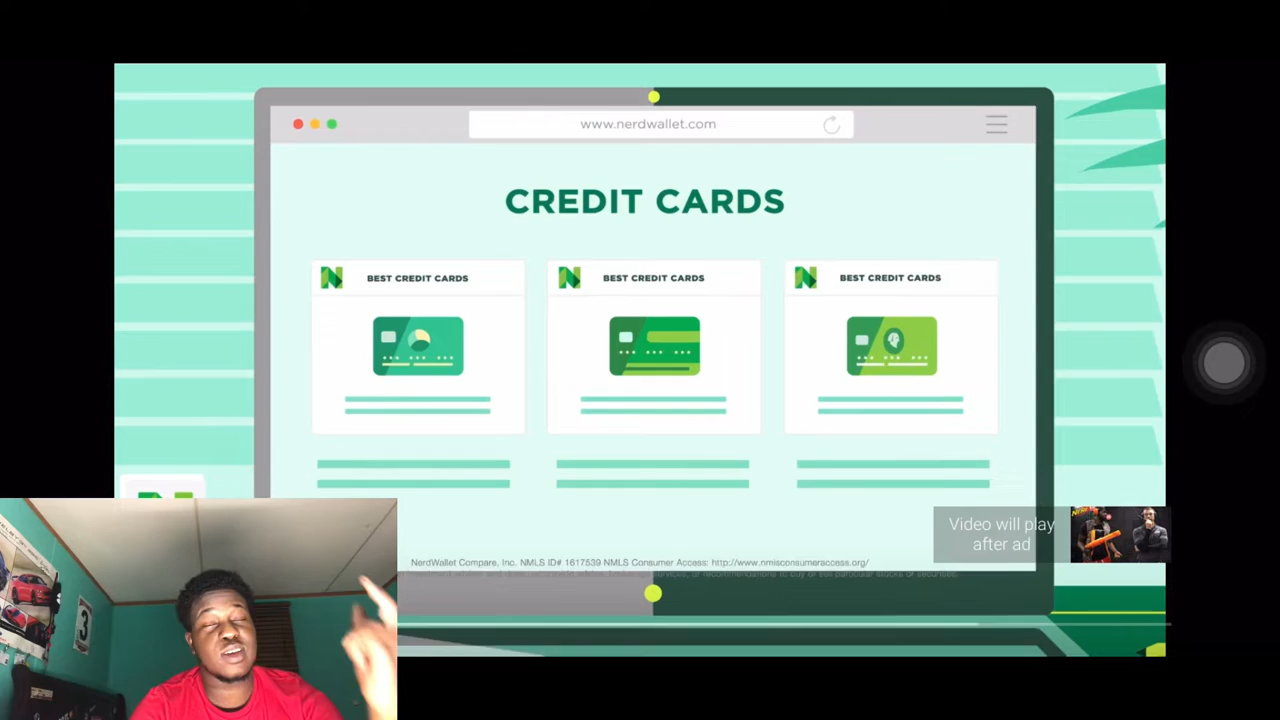 www.nerdwallet.com
CREDIT CARDS
BEST CREDIT CARDS
BEST CREDIT CARDS
BEST CREDIT CARDS
Video will play
after ad
NerdWallet Compare, Inc. NMLS ID# 1617539 NMLS Consumer Access: http://www.nmlsconsumeraccess.org/
3